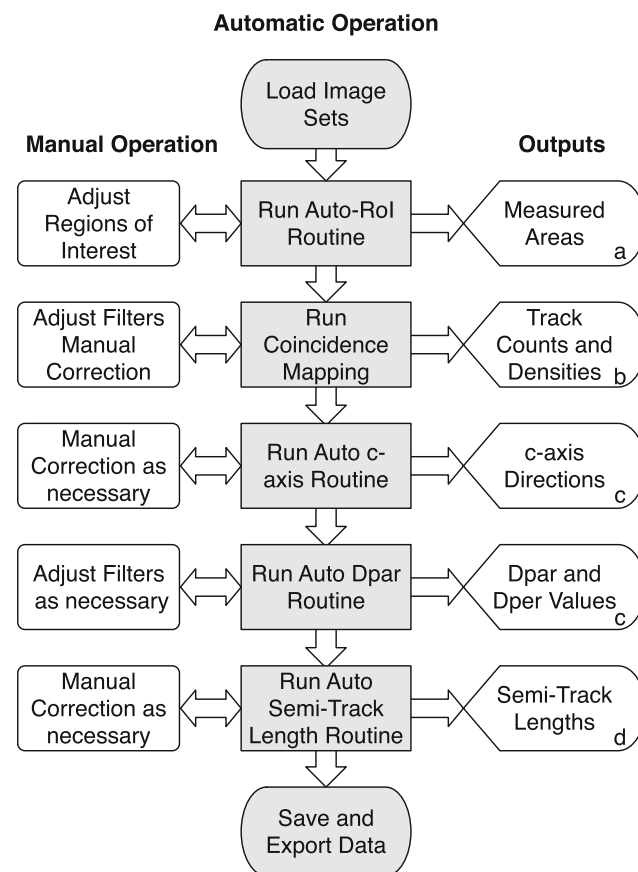 Automatic Operation
Load Image
Sets
Manual Operation
Outputs
Adjust
Regions of
Interest
Run Auto-RoI
Routine
Measured
Areas
a
Adjust Filters
Manual
Correction
Run
Coincidence
Mapping
Track
Counts and
Densities
b
Manual
Correction as
necessary
Run Auto c-
axis Routine
c-axis
Directions
c
Adjust Filters
as necessary
Run Auto Dpar
Routine
Dpar and
Dper Values
c
Manual
Correction as
necessary
Run Auto
Semi-Track
Length Routine
Semi-Track
Lengths
d
Save and
Export Data